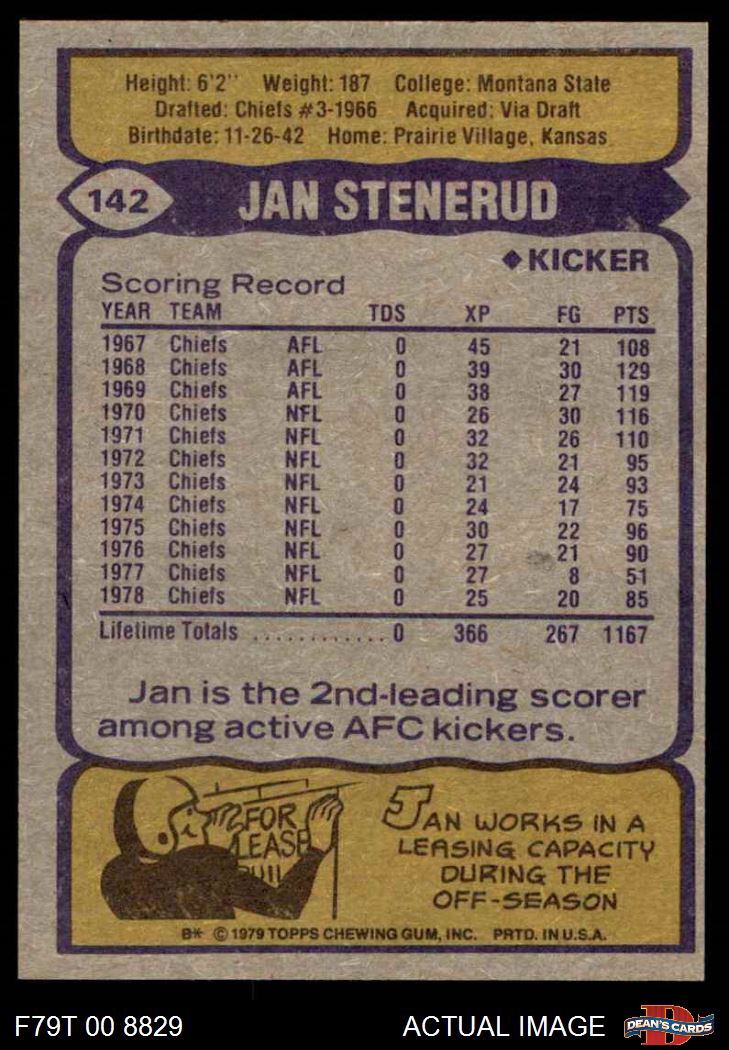 Height: 6'2" Weight: 187 College: Montana State
Drafted: Chiefs #3-1966 Acquired: Via Draft
Birthdate: 11-26-42 Home: Prairie Village, Kansas
142 JAN STENERUD
◆KICKER
Scoring Record
YEAR TEAM TDS XP FG PTS
1967 Chiefs AFL 0 45 21 108
1968 Chiefs AFL 0 39 30 129
1969 Chiefs AFL 0 38 27 119
1970 Chiefs NFL 0 26 30 116
1971 Chiefs NFL 0 32 26 110
1972 Chiefs NFL 0 32 21 95
1973 Chiefs NFL 0 21 24 93
1974 Chiefs NFL 0 24 17 75
1975 Chiefs NFL 0 30 22 96
1976 Chiefs NFL 0 27 21 90
1977 Chiefs NFL 0 27 8 51
1978 Chiefs NFL 0 25 20 85
Lifetime Totals ............ 0 366 267 1167
Jan is the 2nd-leading scorer
among active AFC kickers.
FOR
LEASE
JAN WORKS IN A
LEASING CAPACITY
DURING THE
OFF-SEASON
B* © 1979 TOPPS CHEWING GUM, INC. PRTD. IN U.S.A.
F79T 00 8829 ACTUAL IMAGE DEAN'S CARDS